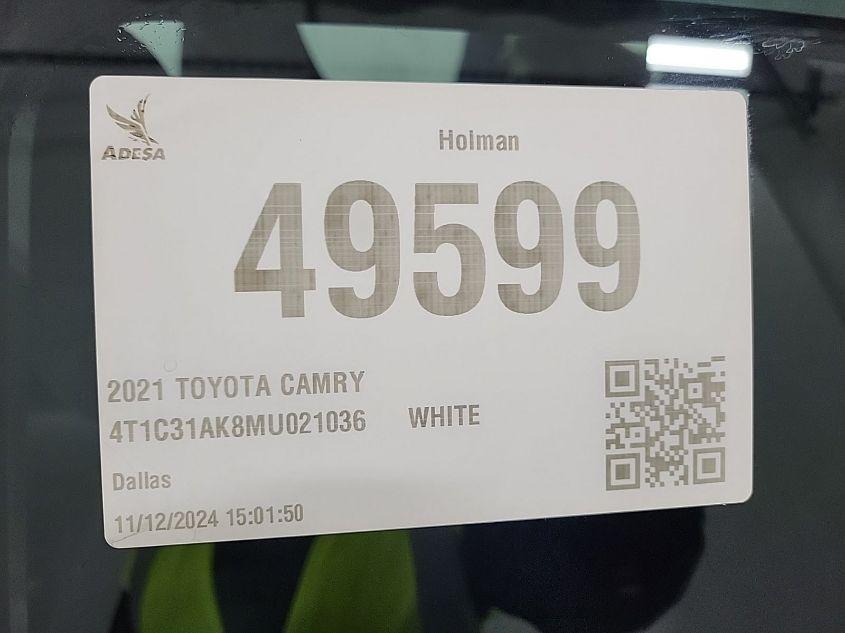 ADESA
Holman
49599
2021 TOYOTA CAMRY
4T1C31AK8MU021036 WHITE
Dallas
11/12/2024 15:01:50